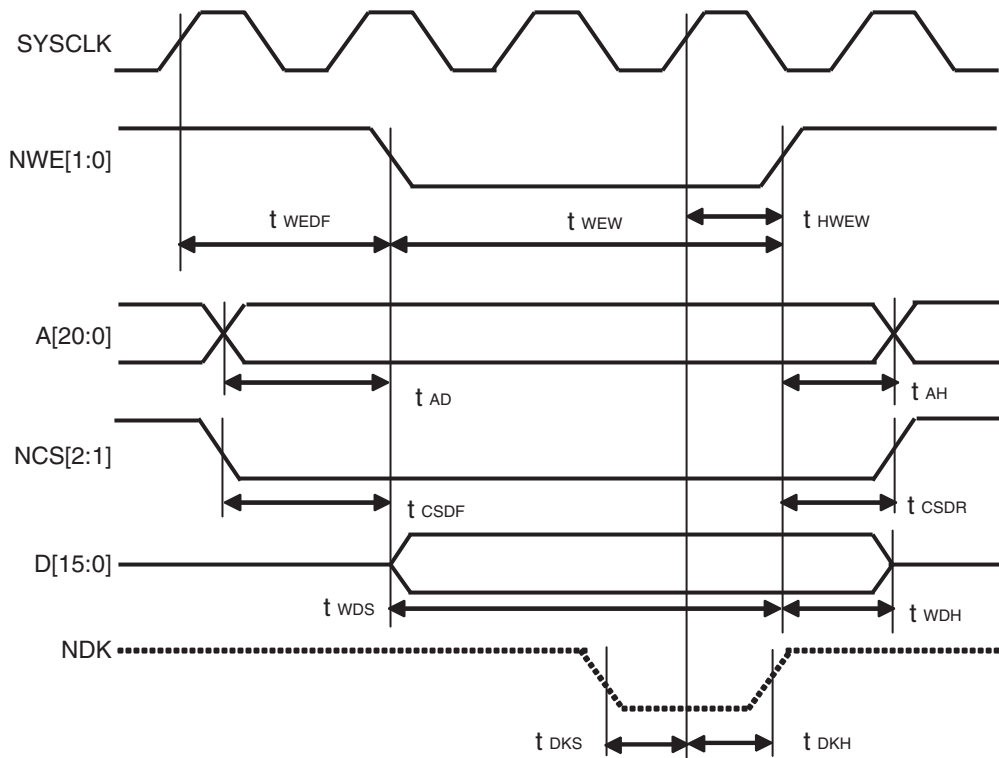 SYSCLK
NWE[1:0]
t WEDF
t WEW
t HWEW
A[20:0]
t AD
t AH
NCS[2:1]
t CSDF
t CSDR
D[15:0]
t WDS
t WDH
NDK
t DKS
t DKH